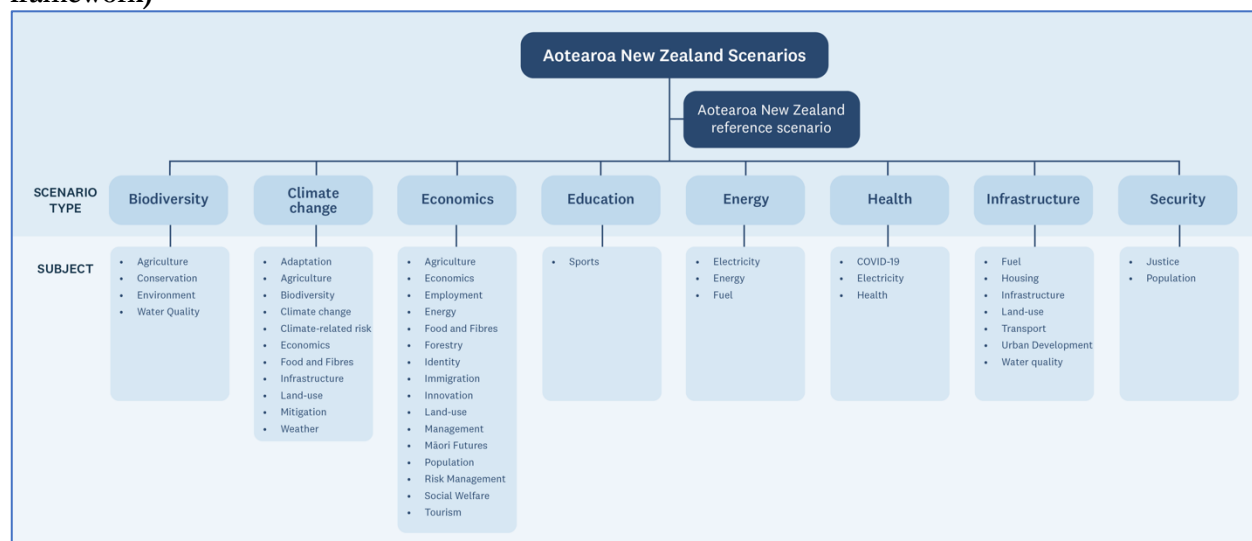 framework)
Aotearoa New Zealand Scenarios
Aotearoa New Zealand
reference scenario
SCENARIO
TYPE
Biodiversity
Climate
change
Economics
Education
Energy
Health
Infrastructure
Security
SUBJECT
• Agriculture
• Conservation
• Environment
• Water Quality
• Adaptation
• Agriculture
• Biodiversity
• Climate change
• Climate-related risk
• Economics
• Food and Fibres
• Infrastructure
• Land-use
• Mitigation
• Weather
• Agriculture
• Economics
• Employment
• Energy
• Food and Fibres
• Forestry
• Identity
• Immigration
• Innovation
• Land-use
• Management
• Māori Futures
• Population
• Risk Management
• Social Welfare
• Tourism
• Sports
• Electricity
• Energy
• Fuel
• COVID-19
• Electricity
• Health
• Fuel
• Housing
• Infrastructure
• Land-use
• Transport
• Urban Development
• Water quality
• Justice
• Population